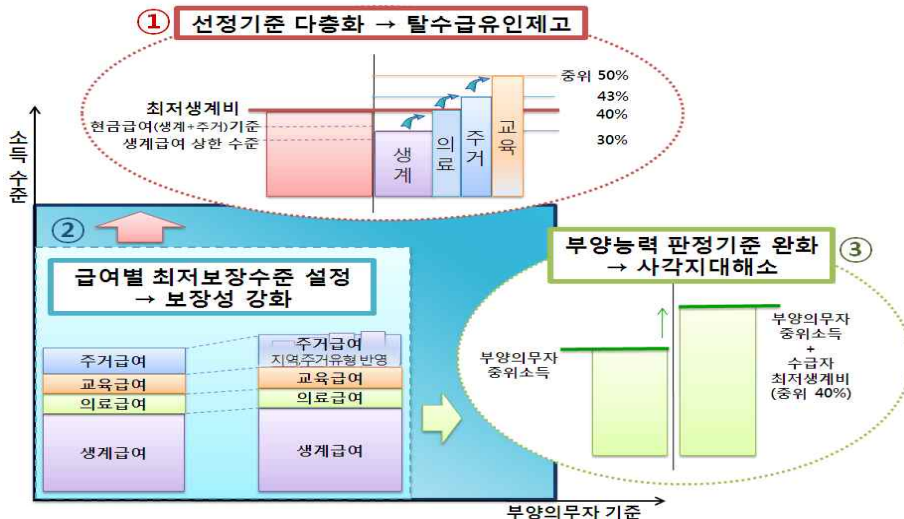 ① 선정기준 다층화 → 탈수급유인제고
중위 50%
43%
40%
30%
최저생계비
현금급여(생계+주거)기준
생계급여 상한 수준
생계
의료
주거
교육
소득 수준
②
급여별 최저보장수준 설정
→ 보장성 강화
주거급여
교육급여
의료급여
생계급여
주거급여
지역,주거유형 반영
교육급여
의료급여
생계급여
부양능력 판정기준 완화
→ 사각지대해소
③
부양의무자
중위소득
부양의무자
중위소득
+
수급자
최저생계비
(중위 40%)
부양의무자 기준